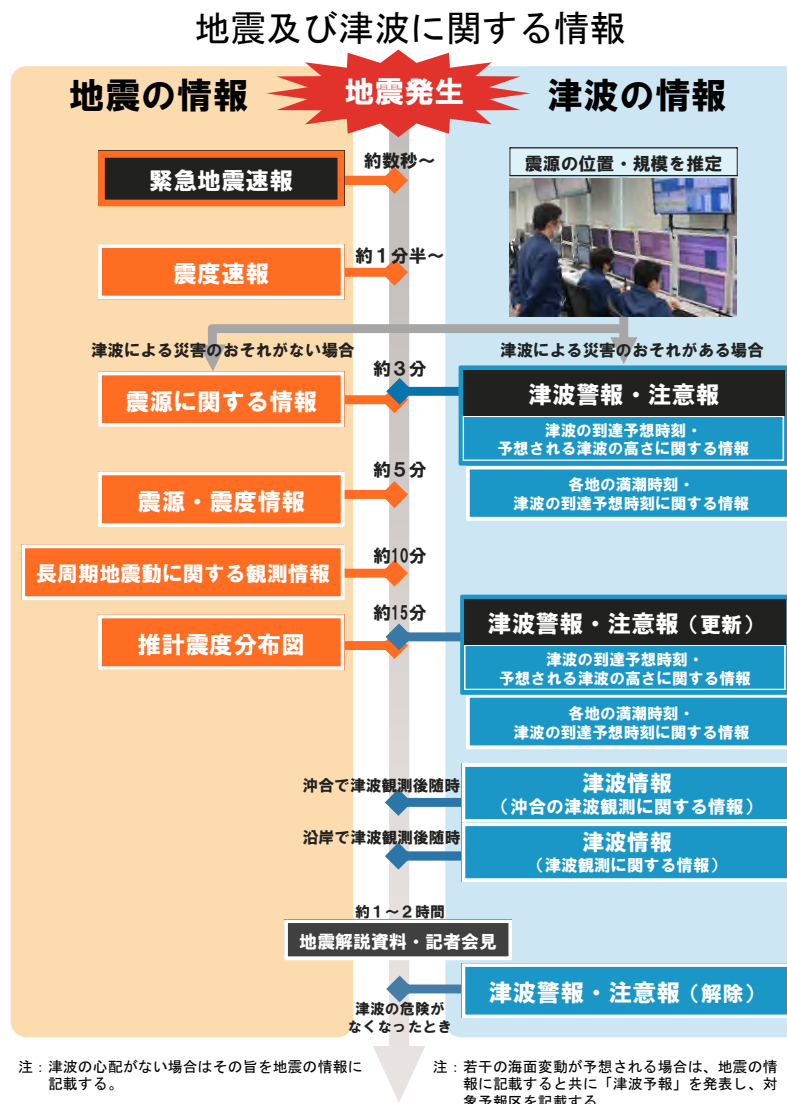 地震及び津波に関する情報
地震の情報
地震発生
津波の情報
約数秒～
緊急地震速報
震源の位置・規模を推定
約１分半～
震度速報
津波による災害のおそれがない場合
津波による災害のおそれがある場合
約３分
震源に関する情報
津波警報・注意報
津波の到達予想時刻・
予想される津波の高さに関する情報
各地の満潮時刻・
津波の到達予想時刻に関する情報
約５分
震源・震度情報
約10分
長周期地震動に関する観測情報
約15分
推計震度分布図
津波警報・注意報（更新）
津波の到達予想時刻・
予想される津波の高さに関する情報
各地の満潮時刻・
津波の到達予想時刻に関する情報
沖合で津波観測後随時
津波情報
（沖合の津波観測に関する情報）
沿岸で津波観測後随時
津波情報
（津波観測に関する情報）
約１～２時間
地震解説資料・記者会見
津波警報・注意報（解除）
津波の危険が
なくなったとき
注：津波の心配がない場合はその旨を地震の情報に
記載する。
注：若干の海面変動が予想される場合は、地震の情
報に記載すると共に「津波予報」を発表し、対
象予報区を記載する